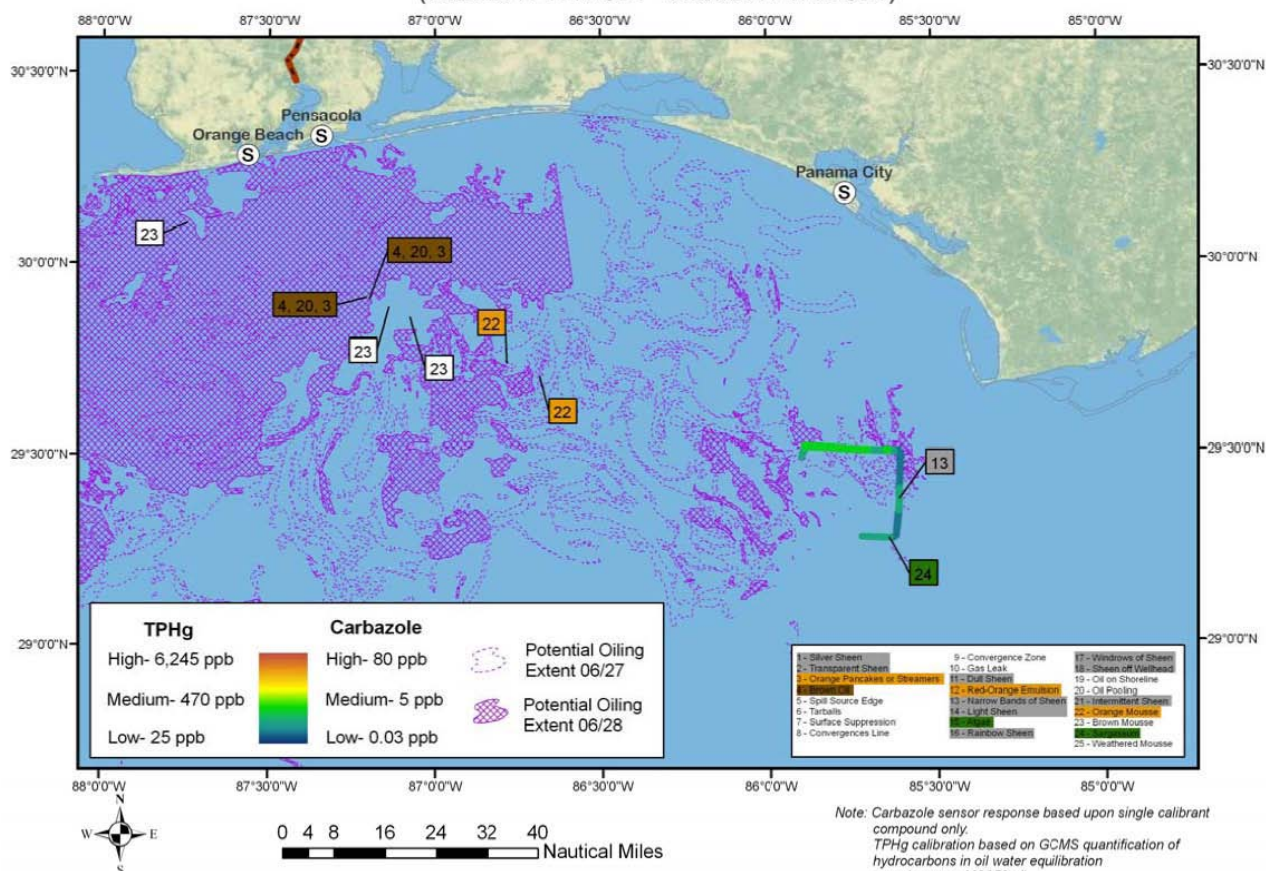 88°0'0"W 87°30'0"W 87°0'0"W 86°30'0"W 86°0'0"W 85°30'0"W 85°0'0"W
30°30'0"N 30°30'0"N
Pensacola
Orange Beach S
S
Panama City
S
23
4, 20, 3
30°0'0"N 30°0'0"N
4, 20, 3
22
23
23
22
29°30'0"N 29°30'0"N
13
24
29°0'0"N 29°0'0"N
TPHg Carbazole
High- 6,245 ppb High- 80 ppb
Medium- 470 ppb Medium- 5 ppb
Low- 25 ppb Low- 0.03 ppb
Potential Oiling
Extent 06/27
Potential Oiling
Extent 06/28
1 - Silver Sheen
2 - Transparent Sheen
3 - Orange Pancakes or Streamers
4 - Brown Oil
5 - Spill Source Edge
6 - Tarballs
7 - Surface Suppression
8 - Convergences Line
9 - Convergence Zone
10 - Gas Leak
11 - Dull Sheen
12 - Red-Orange Emulsion
13 - Narrow Bands of Sheen
14 - Light Sheen
15 - Algae
16 - Rainbow Sheen
17 - Windrows of Sheen
18 - Sheen off Wellhead
19 - Oil on Shoreline
20 - Oil Pooling
21 - Intermittent Sheen
22 - Orange Mousse
23 - Brown Mousse
24 - Sargassum
25 - Weathered Mousse
88°0'0"W 87°30'0"W 87°0'0"W 86°30'0"W 86°0'0"W 85°30'0"W 85°0'0"W
N
W E
S
0 4 8 16 24 32 40
Nautical Miles
Note: Carbazole sensor response based upon single calibrant
compound only.
TPHg calibration based on GCMS quantification of
hydrocarbons in oil water equilibration